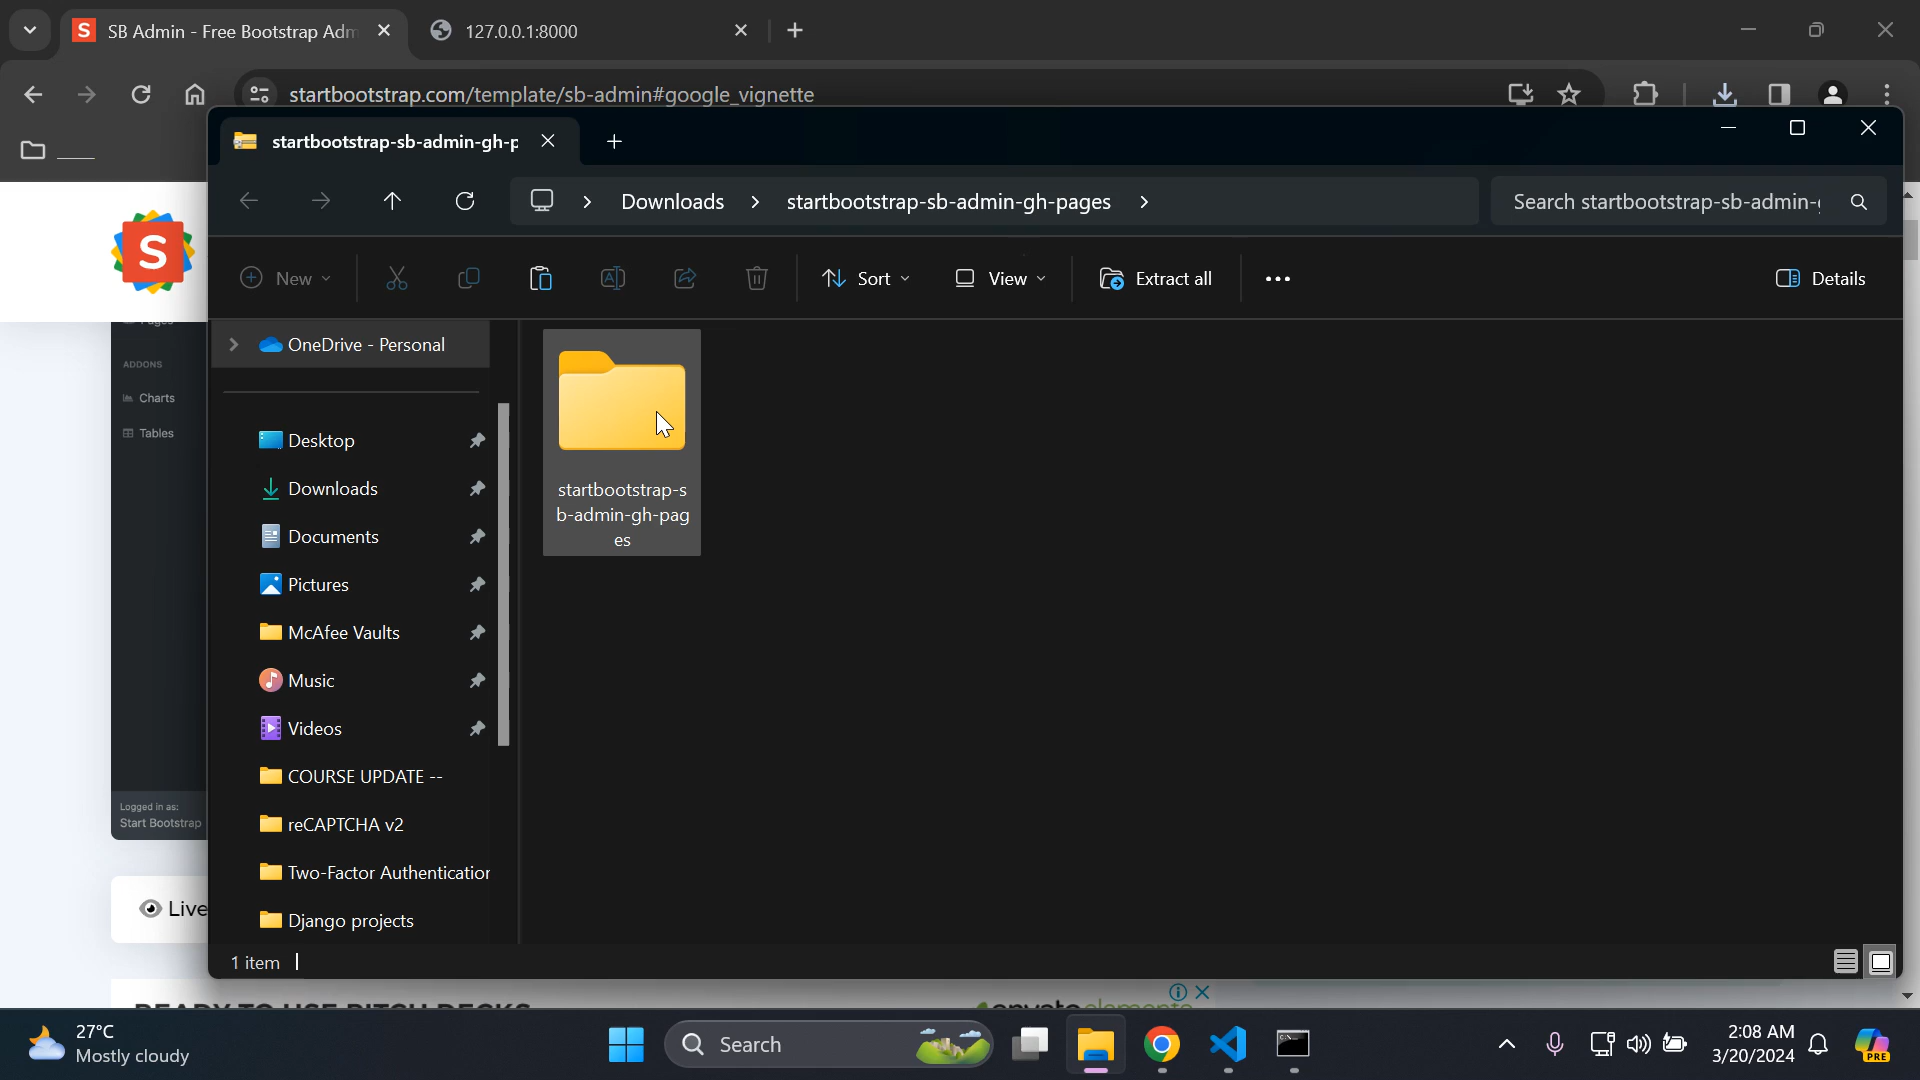 SB Admin - Free Bootstrap Adm
127.0.0.1:8000
startbootstrap.com/template/sb-admin#google_vignette
startbootstrap-sb-admin-gh-p
Downloads
startbootstrap-sb-admin-gh-pages
Search startbootstrap-sb-admin-
New
Sort
View
Extract all
Details
S
ADDONS
Charts
Tables
Logged in as:
Start Bootstrap
Live
OneDrive - Personal
Desktop
Downloads
Documents
Pictures
McAfee Vaults
Music
Videos
COURSE UPDATE --
reCAPTCHA v2
Two-Factor Authentication
Django projects
startbootstrap-s
b-admin-gh-pag
es
1 item
27°C
Mostly cloudy
Search
2:08 AM
3/20/2024
PRE